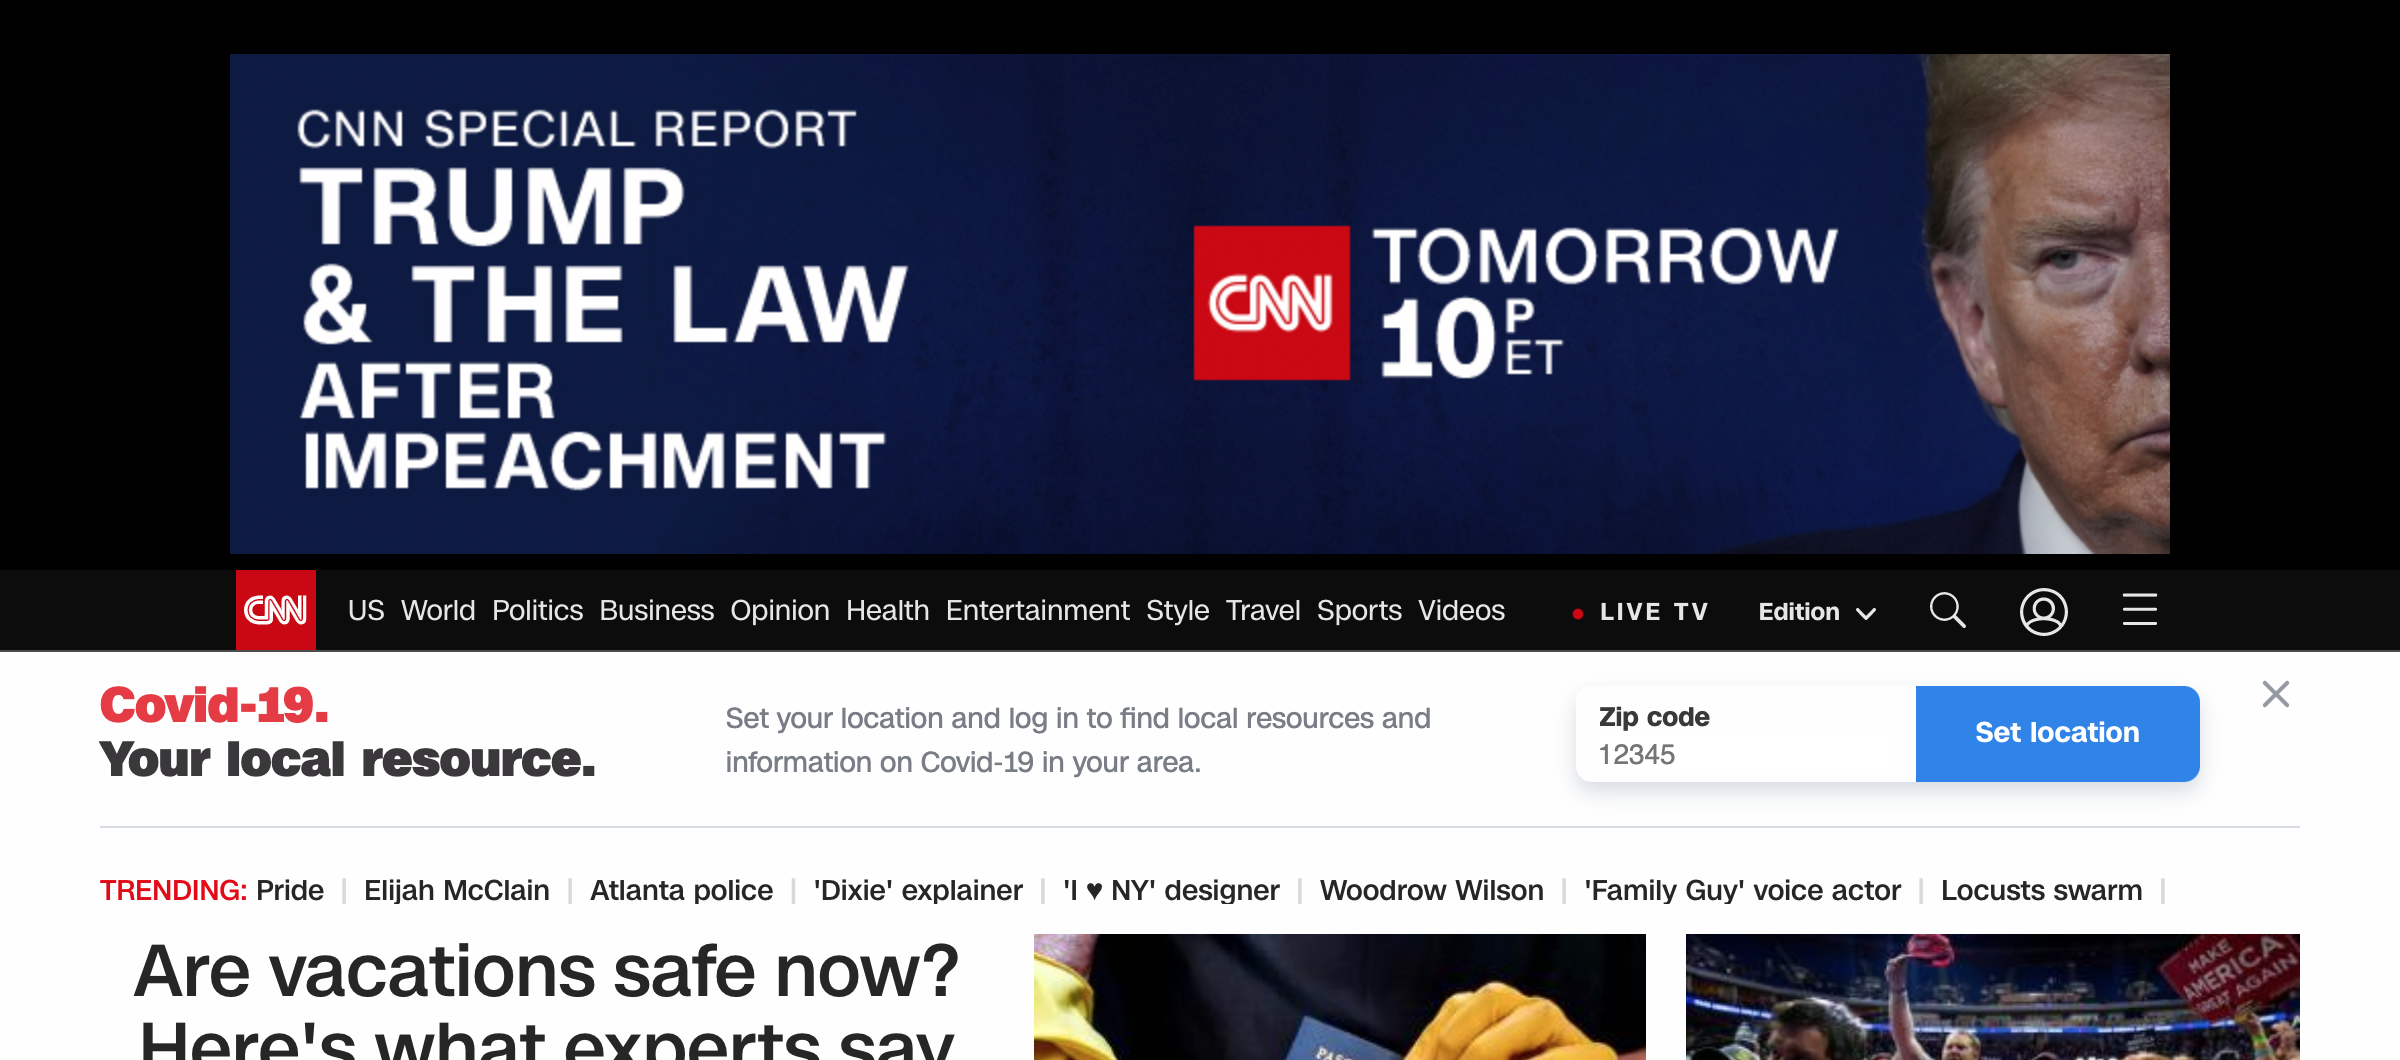 CNN SPECIAL REPORT
TRUMP
& THE LAW
AFTER
IMPEACHMENT
CNN
TOMORROW
10 P
ET
CNN US World Politics Business Opinion Health Entertainment Style Travel Sports Videos LIVE TV Edition
Covid-19.
Your local resource.
Set your location and log in to find local resources and
information on Covid-19 in your area.
Zip code
12345
Set location
TRENDING: Pride | Elijah McClain | Atlanta police | 'Dixie' explainer | 'I ♥ NY' designer | Woodrow Wilson | 'Family Guy' voice actor | Locusts swarm |
Are vacations safe now?
Here's what experts say
MAKE
AMERICA
GREAT AGAIN